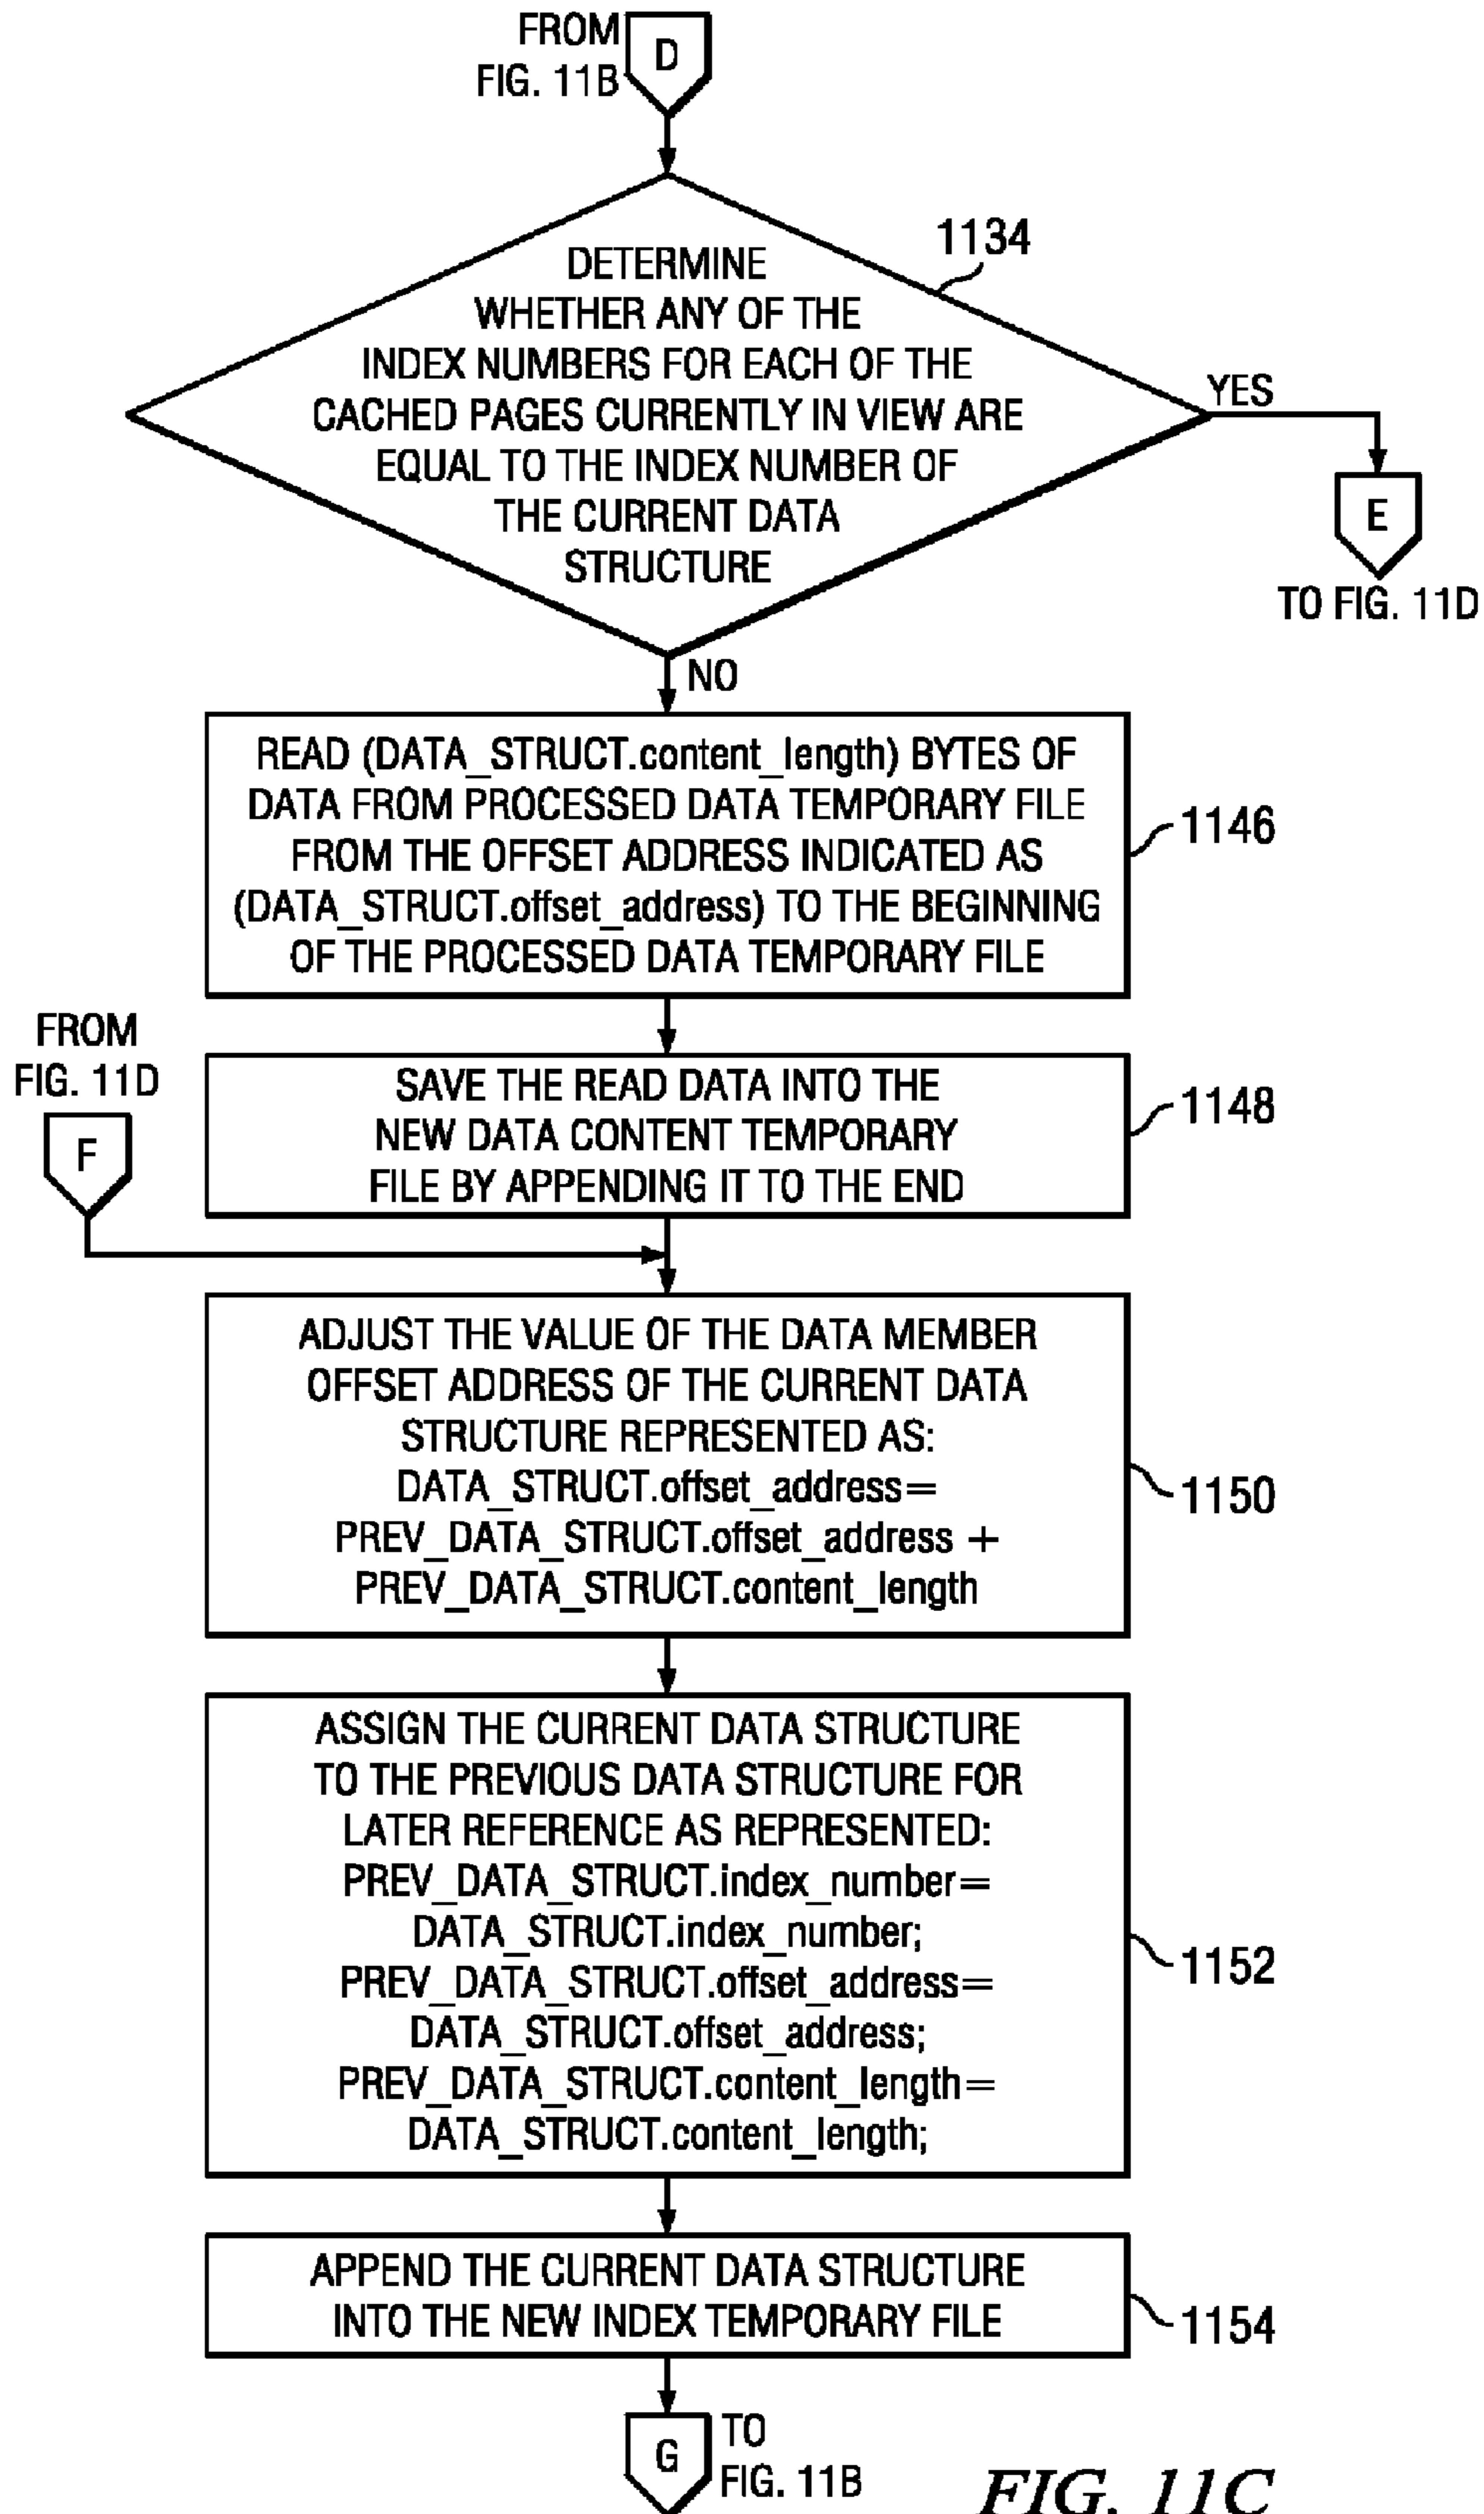 FROM
FIG. 11B
D
1134
DETERMINE
WHETHER ANY OF THE
INDEX NUMBERS FOR EACH OF THE
CACHED PAGES CURRENTLY IN VIEW ARE
EQUAL TO THE INDEX NUMBER OF
THE CURRENT DATA
STRUCTURE
YES
E
TO FIG. 11D
NO
READ (DATA_STRUCT.content_length) BYTES OF
DATA FROM PROCESSED DATA TEMPORARY FILE
FROM THE OFFSET ADDRESS INDICATED AS
(DATA_STRUCT.offset_address) TO THE BEGINNING
OF THE PROCESSED DATA TEMPORARY FILE
1146
FROM
FIG. 11D
F
SAVE THE READ DATA INTO THE
NEW DATA CONTENT TEMPORARY
FILE BY APPENDING IT TO THE END
1148
ADJUST THE VALUE OF THE DATA MEMBER
OFFSET ADDRESS OF THE CURRENT DATA
STRUCTURE REPRESENTED AS:
DATA_STRUCT.offset_address=
PREV_DATA_STRUCT.offset_address +
PREV_DATA_STRUCT.content_length
1150
ASSIGN THE CURRENT DATA STRUCTURE
TO THE PREVIOUS DATA STRUCTURE FOR
LATER REFERENCE AS REPRESENTED:
PREV_DATA_STRUCT.index_number=
DATA_STRUCT.index_number;
PREV_DATA_STRUCT.offset_address=
DATA_STRUCT.offset_address;
PREV_DATA_STRUCT.content_length=
DATA_STRUCT.content_length;
1152
APPEND THE CURRENT DATA STRUCTURE
INTO THE NEW INDEX TEMPORARY FILE
1154
G
TO
FIG. 11B
FIG. 11C